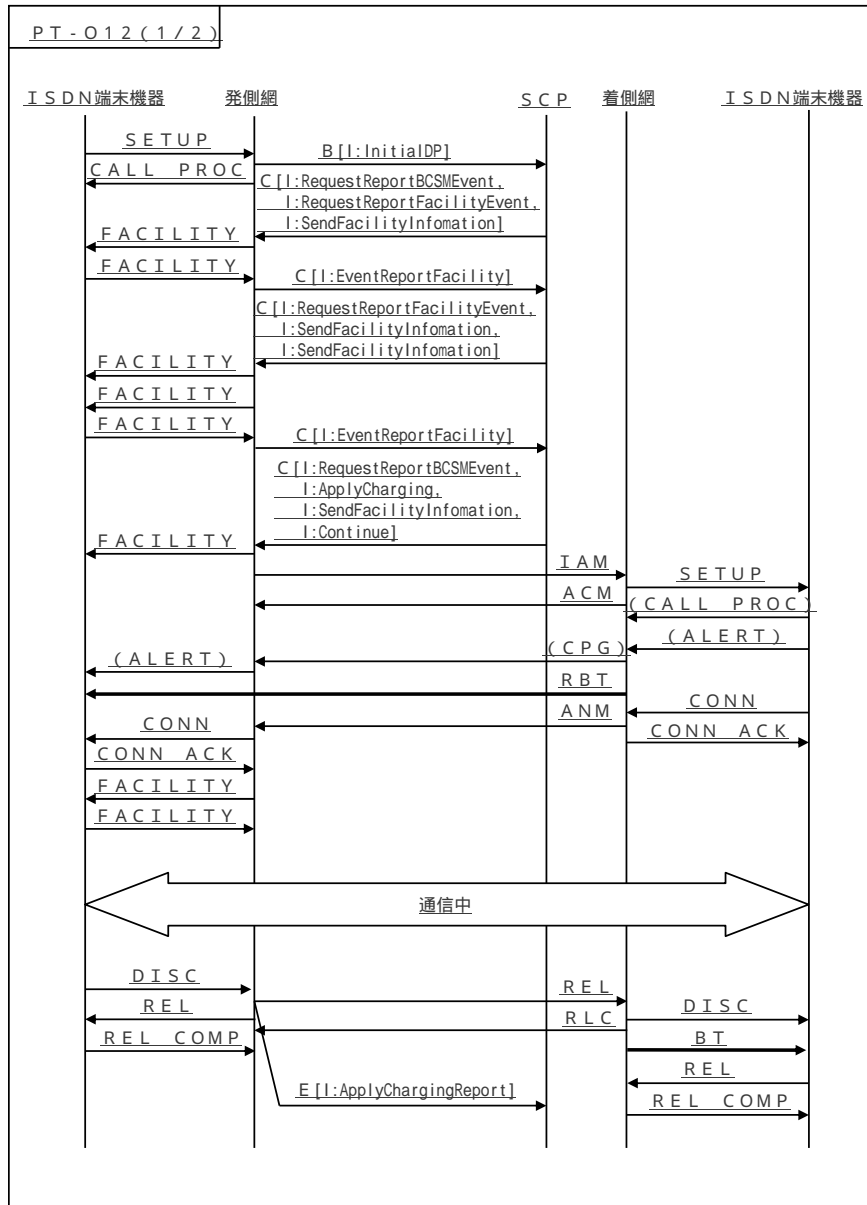 PT-O12(1/2)
ISDN端末機器 発側網 SCP 着側網 ISDN端末機器
SETUP
B[I:InitialDP]
CALL PROC
C[I:RequestReportBCSMEvent,
I:RequestReportFacilityEvent,
I:SendFacilityInfomation]
FACILITY
FACILITY
C[I:EventReportFacility]
C[I:RequestReportFacilityEvent,
I:SendFacilityInfomation,
I:SendFacilityInfomation]
FACILITY
FACILITY
FACILITY
C[I:EventReportFacility]
C[I:RequestReportBCSMEvent,
I:ApplyCharging,
I:SendFacilityInfomation,
I:Continue]
FACILITY
IAM
SETUP
ACM
(CALL PROC)
(ALERT)
(CPG)
(ALERT)
RBT
CONN
ANM
CONN
CONN ACK
CONN ACK
FACILITY
FACILITY
通信中
DISC
REL
REL
DISC
RLC
REL COMP
BT
REL
E[I:ApplyChargingReport]
REL COMP